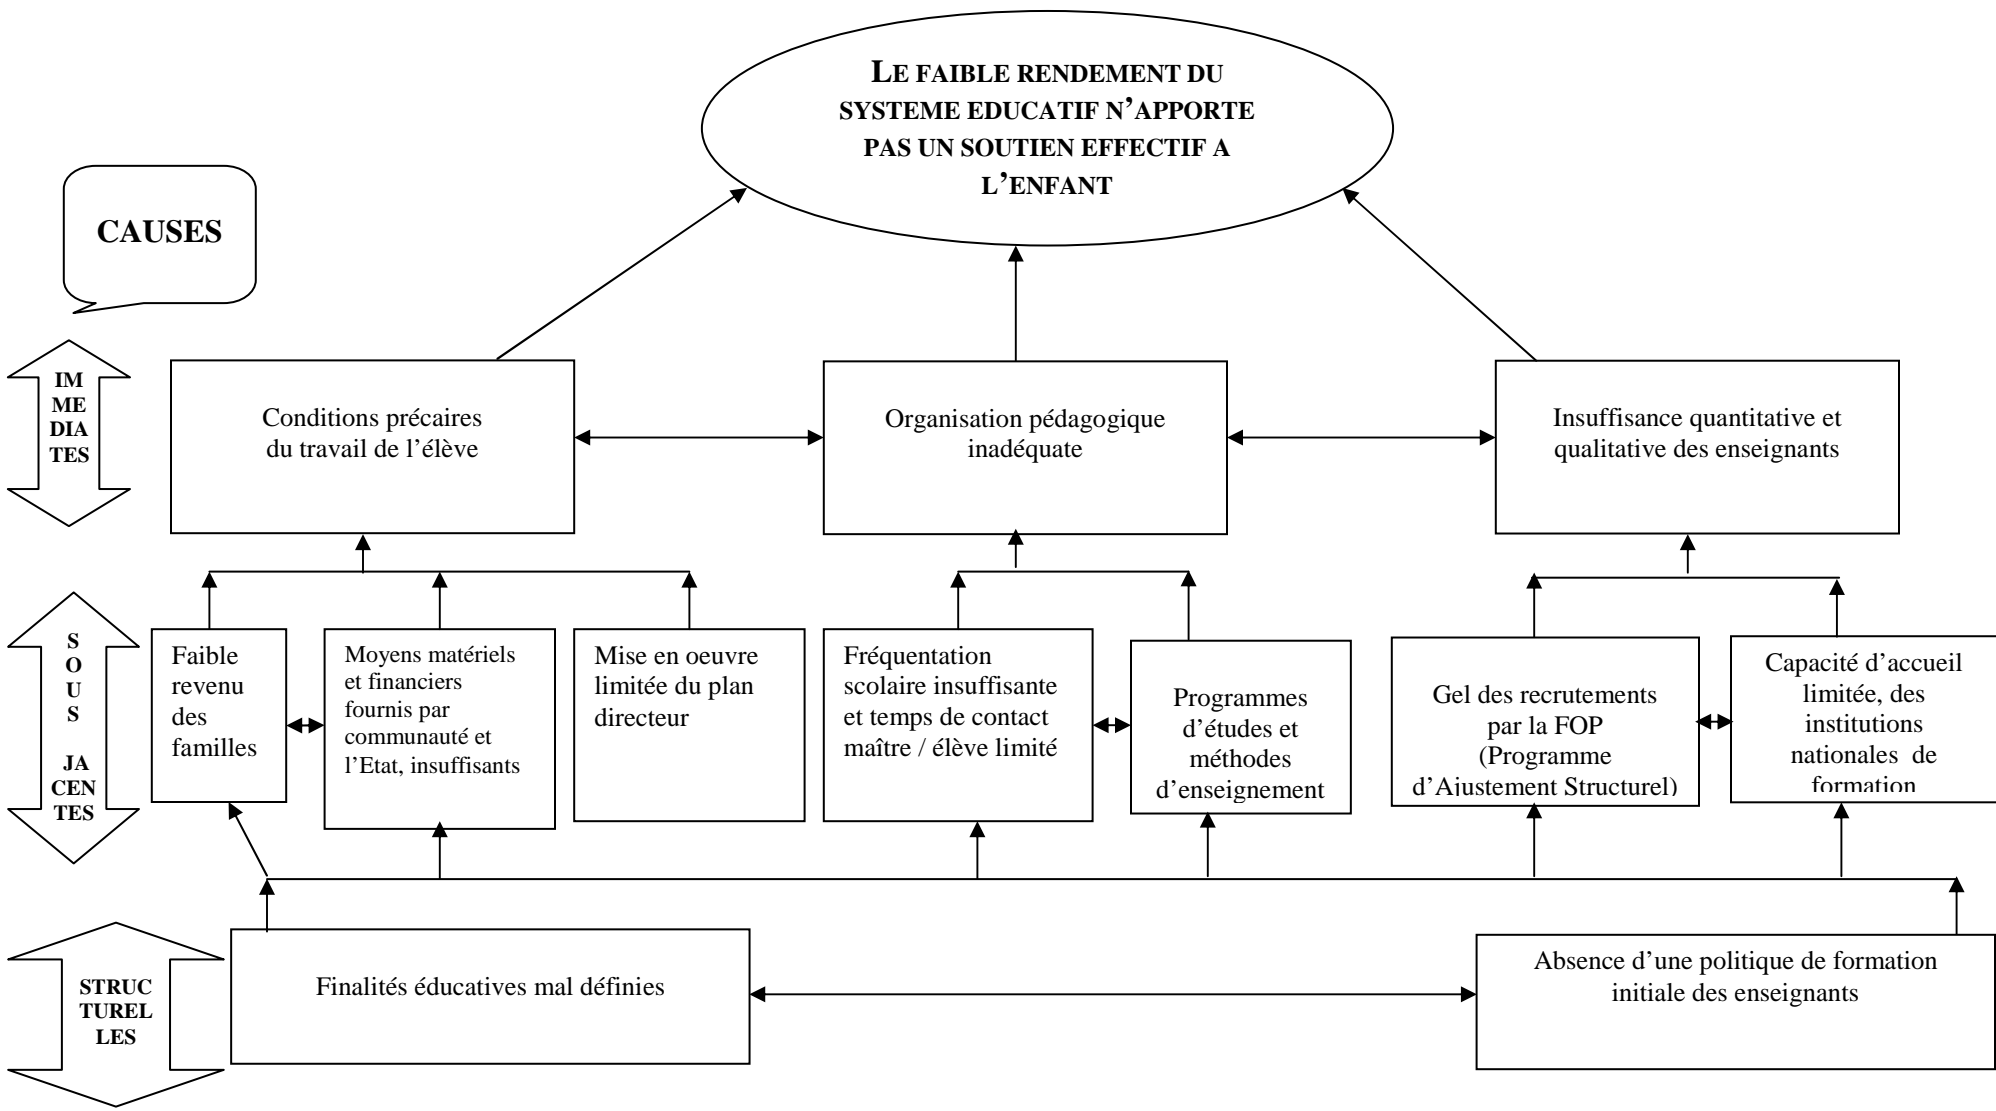 LE FAIBLE RENDEMENT DU
SYSTEME EDUCATIF N’APPORTE
PAS UN SOUTIEN EFFECTIF A
L’ENFANT
CAUSES
IM
ME
DIA
TES
Conditions précaires
du travail de l’élève
Organisation pédagogique
inadéquate
Insuffisance quantitative et
qualitative des enseignants
S
O
U
S
JA
CEN
TES
Faible
revenu
des
familles
Moyens matériels
et financiers
fournis par
communauté et
l’Etat, insuffisants
Mise en oeuvre
limitée du plan
directeur
Fréquentation
scolaire insuffisante
et temps de contact
maître / élève limité
Programmes
d’études et
méthodes
d’enseignement
Gel des recrutements
par la FOP
(Programme
d’Ajustement Structurel)
Capacité d’accueil
limitée, des
institutions
nationales de
formation
STRUC
TUREL
LES
Finalités éducatives mal définies
Absence d’une politique de formation
initiale des enseignants